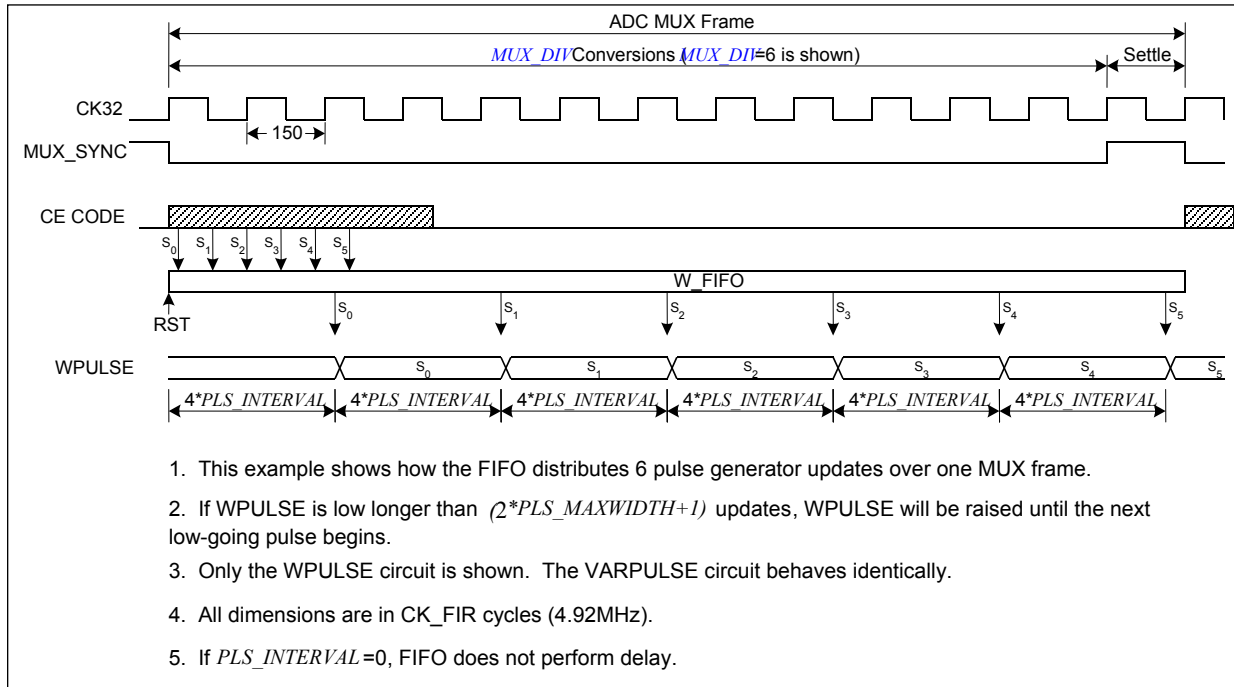 ADC MUX Frame
MUX_DIV Conversions (MUX_DIV=6 is shown)
Settle
CK32
150
MUX_SYNC
CE CODE
S0 S1 S2 S3 S4 S5
W_FIFO
RST
S0 S1 S2 S3 S4 S5
WPULSE
S0 S1 S2 S3 S4 S5
4*PLS_INTERVAL 4*PLS_INTERVAL 4*PLS_INTERVAL 4*PLS_INTERVAL 4*PLS_INTERVAL 4*PLS_INTERVAL
1. This example shows how the FIFO distributes 6 pulse generator updates over one MUX frame.
2. If WPULSE is low longer than (2*PLS_MAXWIDTH+1) updates, WPULSE will be raised until the next
low-going pulse begins.
3. Only the WPULSE circuit is shown. The VARPULSE circuit behaves identically.
4. All dimensions are in CK_FIR cycles (4.92MHz).
5. If PLS_INTERVAL=0, FIFO does not perform delay.